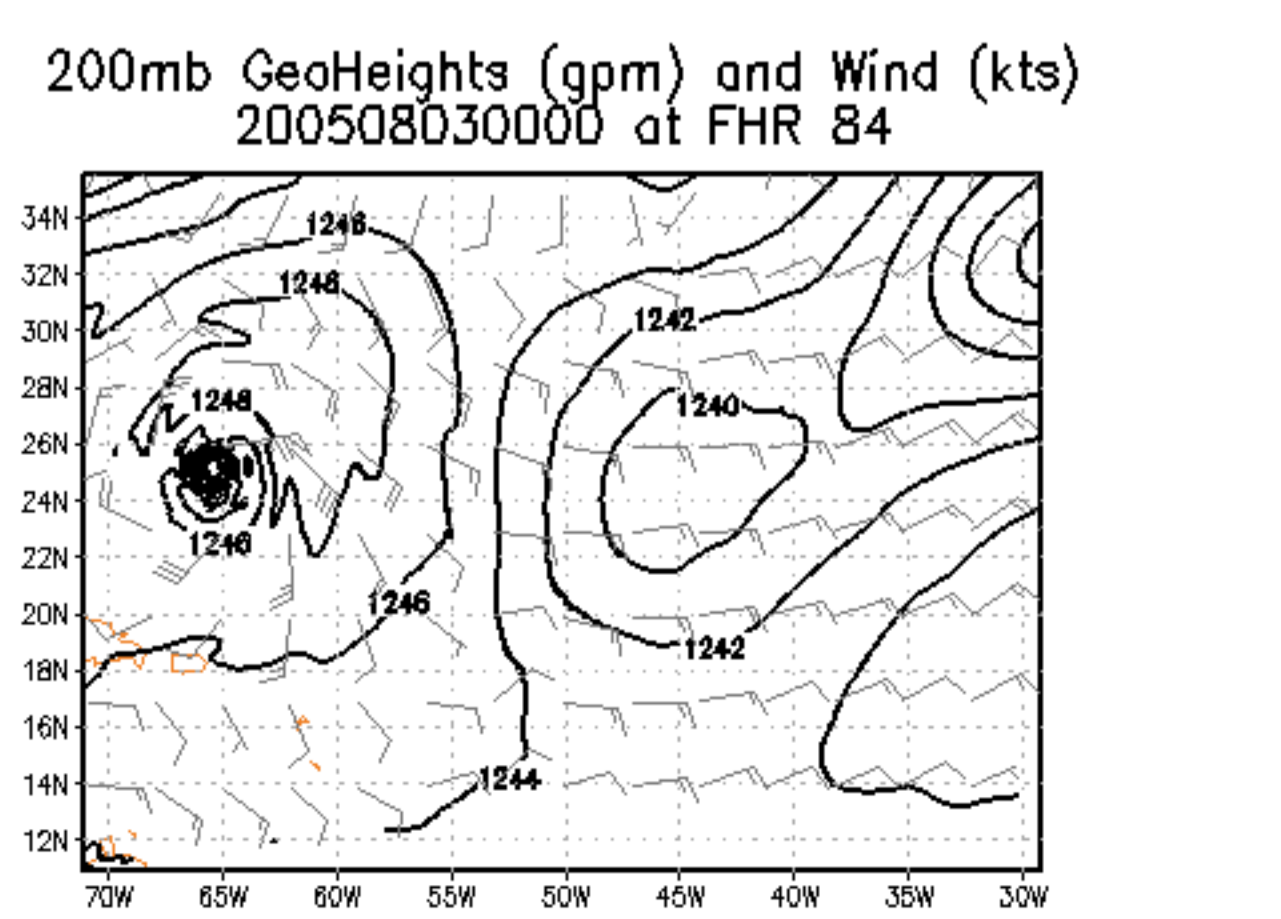 200mb GeoHeights (gpm) and Wind (kts)
200508030000 at FHR 84
34N
1246
32N
1248
30N
1242
28N
1248
1240
26N
24N
1246
22N
20N
1246
1242
18N
16N
14N
1244
12N
70W 65W 60W 55W 50W 45W 40W 35W 30W